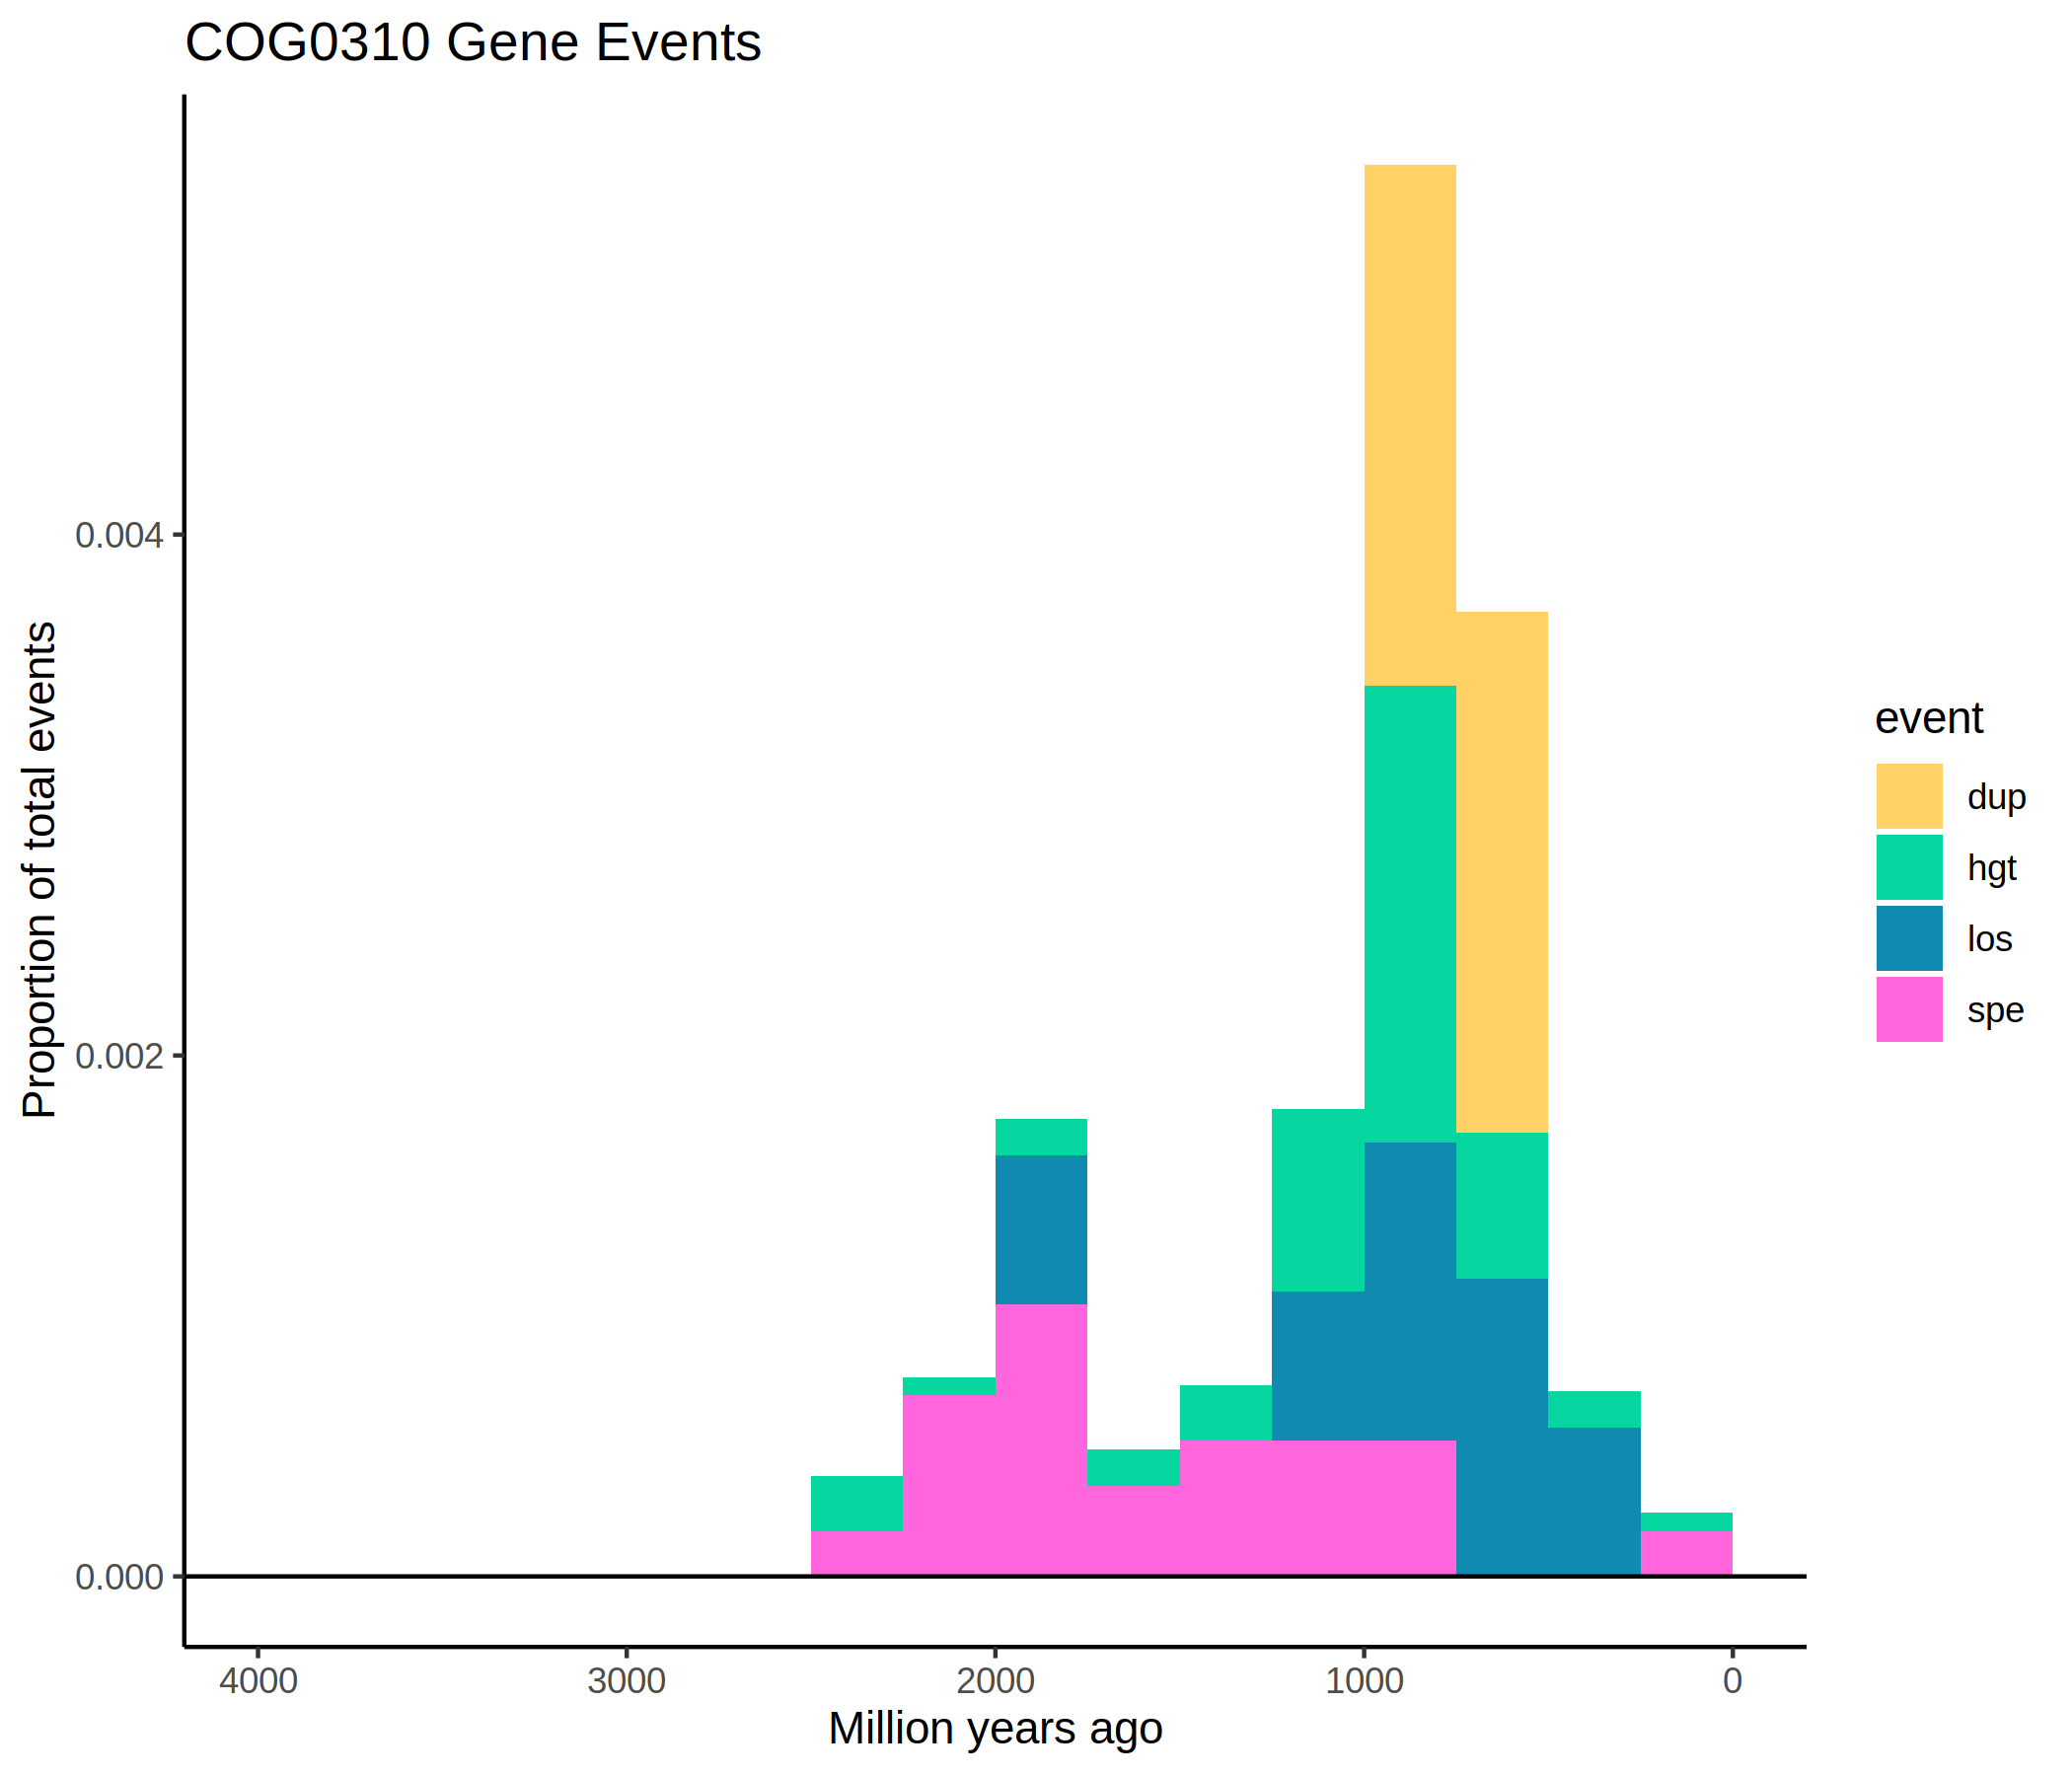 COG0310 Gene Events
Proportion of total events
0.004
0.002
0.000
4000 3000 2000 1000 0
Million years ago
event
dup
hgt
los
spe